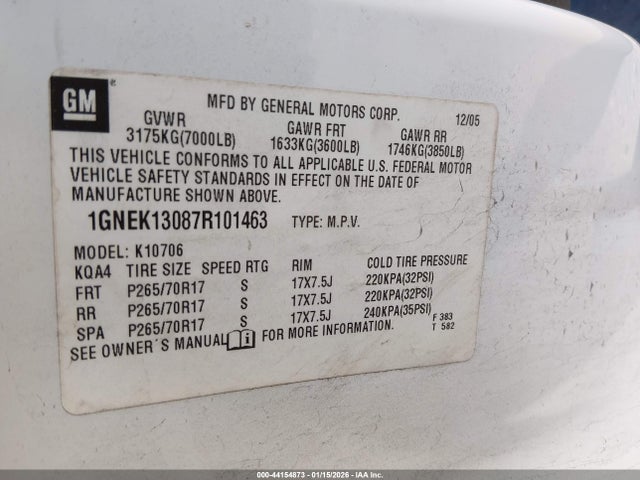 GM®
MFD BY GENERAL MOTORS CORP. 12/05
GVWR GAWR FRT GAWR RR
3175KG(7000LB) 1633KG(3600LB) 1746KG(3850LB)
THIS VEHICLE CONFORMS TO ALL APPLICABLE U.S. FEDERAL MOTOR
VEHICLE SAFETY STANDARDS IN EFFECT ON THE DATE OF
MANUFACTURE SHOWN ABOVE.
1GNEK13087R101463 TYPE: M.P.V.
MODEL: K10706
KQA4 TIRE SIZE SPEED RTG RIM COLD TIRE PRESSURE
FRT P265/70R17 S 17X7.5J 220KPA(32PSI)
RR P265/70R17 S 17X7.5J 220KPA(32PSI)
SPA P265/70R17 S 17X7.5J 240KPA(35PSI)
F 383
T 582
SEE OWNER'S MANUAL i FOR MORE INFORMATION.
000-44154873 - 01/15/2026 - IAA Inc.